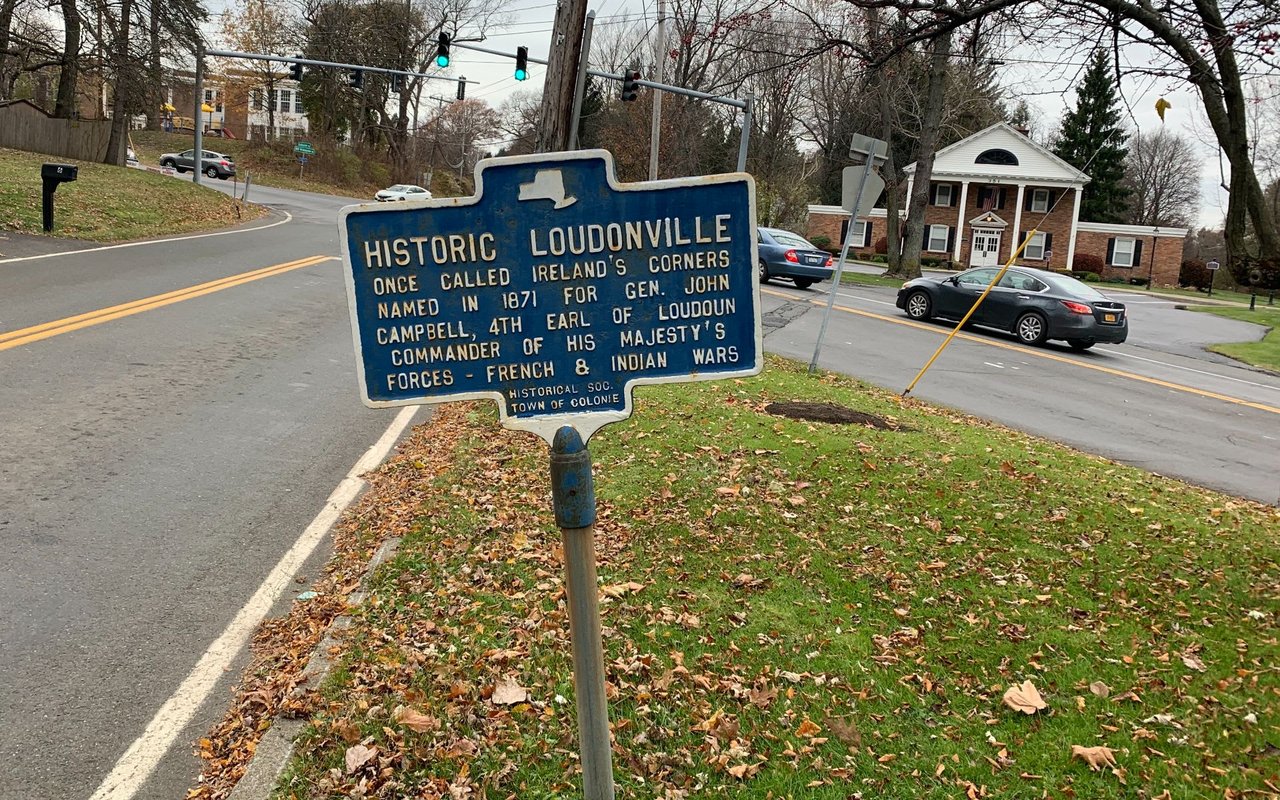 HISTORIC LOUDONVILLE
ONCE CALLED IRELAND'S CORNERS
NAMED IN 1871 FOR GEN. JOHN
CAMPBELL, 4TH EARL OF LOUDOUN
COMMANDER OF HIS MAJESTY'S
FORCES - FRENCH & INDIAN WARS
HISTORICAL SOC.
TOWN OF COLONIE